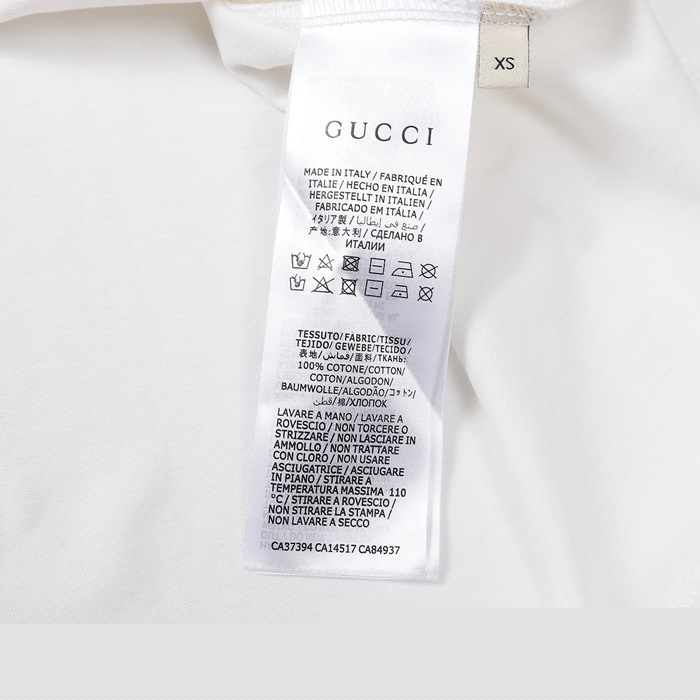 XS
GUCCI
MADE IN ITALY / FABRIQUÉ EN
ITALIE / HECHO EN ITALIA /
HERGESTELLT IN ITALIEN /
FABRICADO EM ITÁLIA /
イタリア製 / صنع في إيطاليا /
产地:意大利 / СДЕЛАНО В
ИТАЛИИ
TESSUTO/ FABRIC/TISSU/
TEJIDO/ GEWEBE/TECIDO /
表地/قماش/面料/ТКАНЬ:
100% COTONE/COTTON/
COTON/ALGODON/
BAUMWOLLE/ALGODÃO/コットン/
قطن/棉/ХЛОПОК
LAVARE A MANO / LAVARE A
ROVESCIO / NON TORCERE O
STRIZZARE / NON LASCIARE IN
AMMOLLO / NON TRATTARE
CON CLORO / NON USARE
ASCIUGATRICE / ASCIUGARE
IN PIANO / STIRARE A
TEMPERATURA MASSIMA 110
°C / STIRARE A ROVESCIO /
NON STIRARE LA STAMPA /
NON LAVARE A SECCO
CA37394 CA14517 CA84937